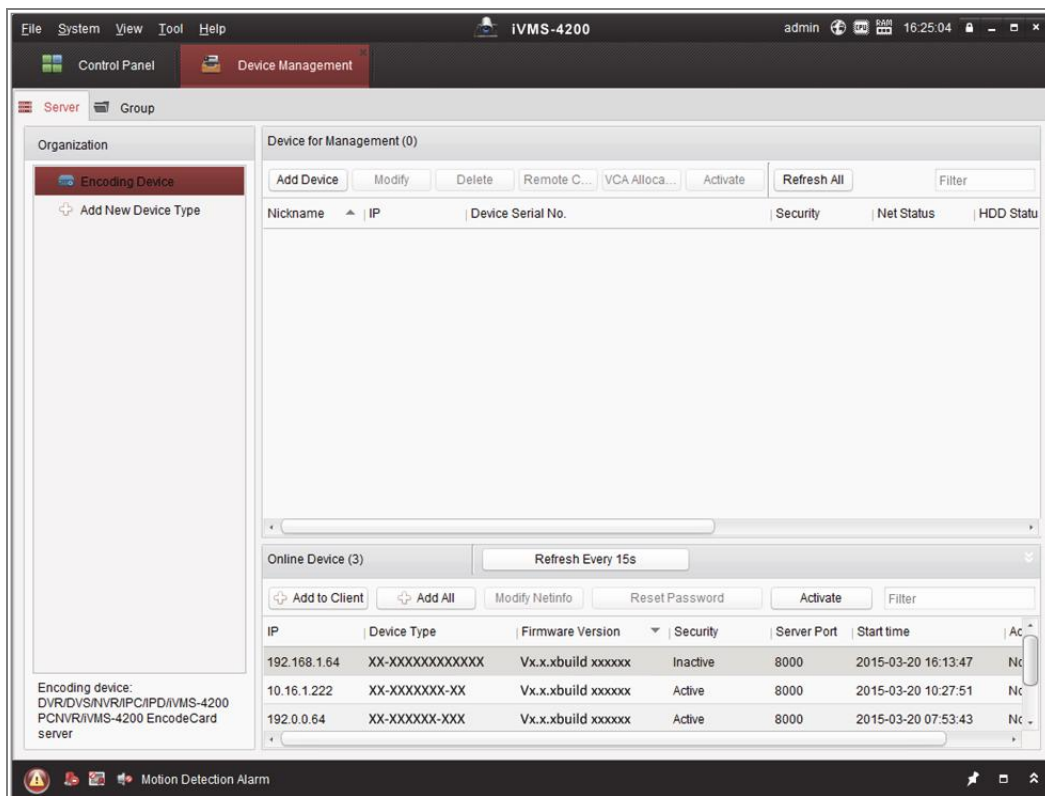 File System View Tool Help iVMS-4200 admin CPU RAM 16:25:04
Control Panel Device Management
Server Group
Organization
Encoding Device
Add New Device Type
Encoding device:
DVR/DVS/NVR/IPC/IPD/iVMS-4200
PCNVR/iVMS-4200 EncodeCard
server
Device for Management (0)
Add Device Modify Delete Remote C... VCA Alloca... Activate Refresh All Filter
Nickname IP Device Serial No. Security Net Status HDD Statu
Online Device (3) Refresh Every 15s
Add to Client Add All Modify Netinfo Reset Password Activate Filter
IP Device Type Firmware Version Security Server Port Start time Ad
192.168.1.64 XX-XXXXXXXXXXXX Vx.x.xbuild xxxxxx Inactive 8000 2015-03-20 16:13:47 No
10.16.1.222 XX-XXXXXXX-XX Vx.x.xbuild xxxxxx Active 8000 2015-03-20 10:27:51 No
192.0.0.64 XX-XXXXXX-XXX Vx.x.xbuild xxxxxx Active 8000 2015-03-20 07:53:43 No
Motion Detection Alarm